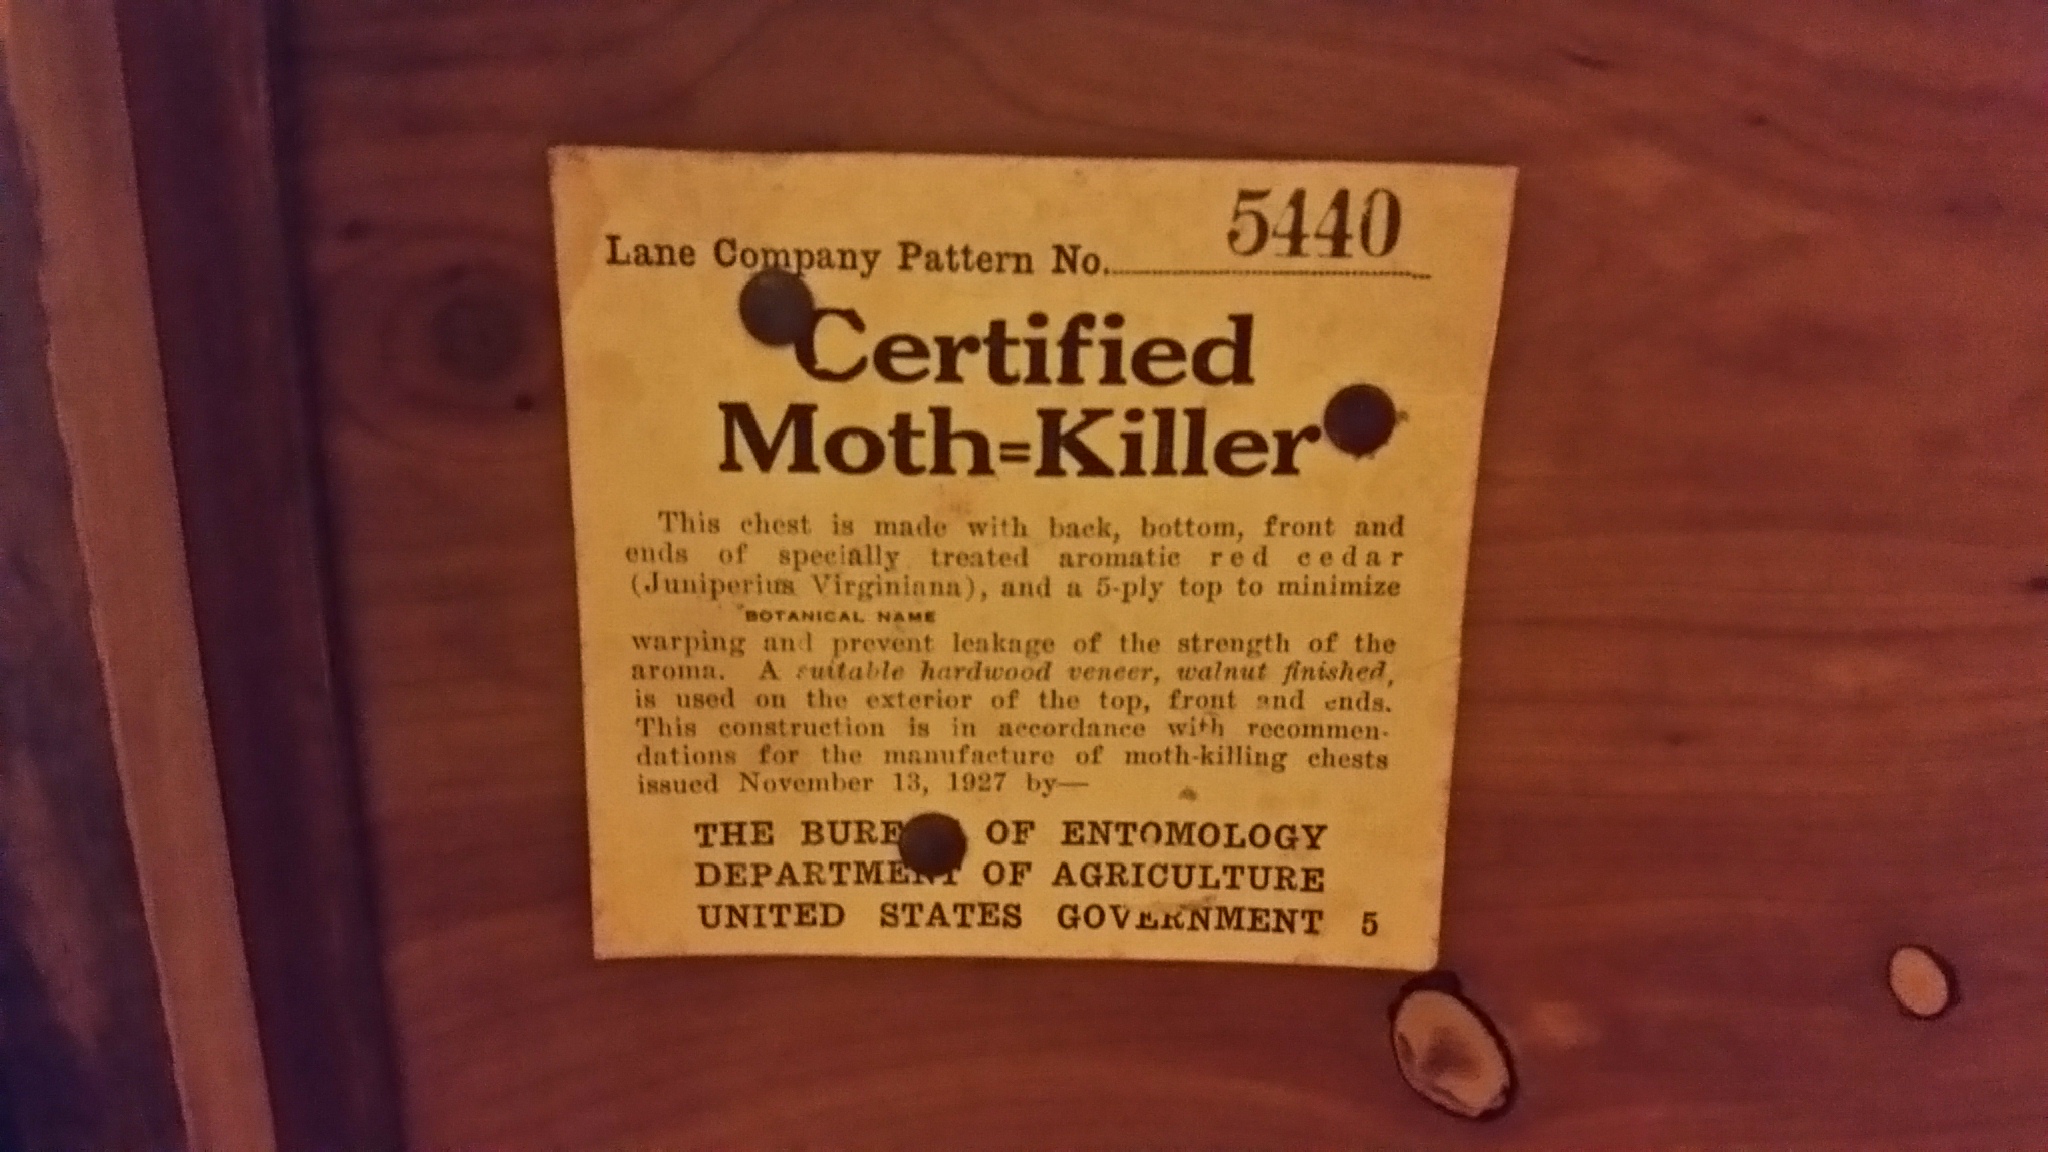 Lane Company Pattern No. 5440
Certified
Moth=Killer
This chest is made with back, bottom, front and
ends of specially treated aromatic red cedar
(Juniperius Virginiana), and a 5-ply top to minimize
BOTANICAL NAME
warping and prevent leakage of the strength of the
aroma. A suitable hardwood veneer, walnut finished,
is used on the exterior of the top, front and ends.
This construction is in accordance with recommen-
dations for the manufacture of moth-killing chests
issued November 13, 1927 by—
THE BUREAU OF ENTOMOLOGY
DEPARTMENT OF AGRICULTURE
UNITED STATES GOVERNMENT 5